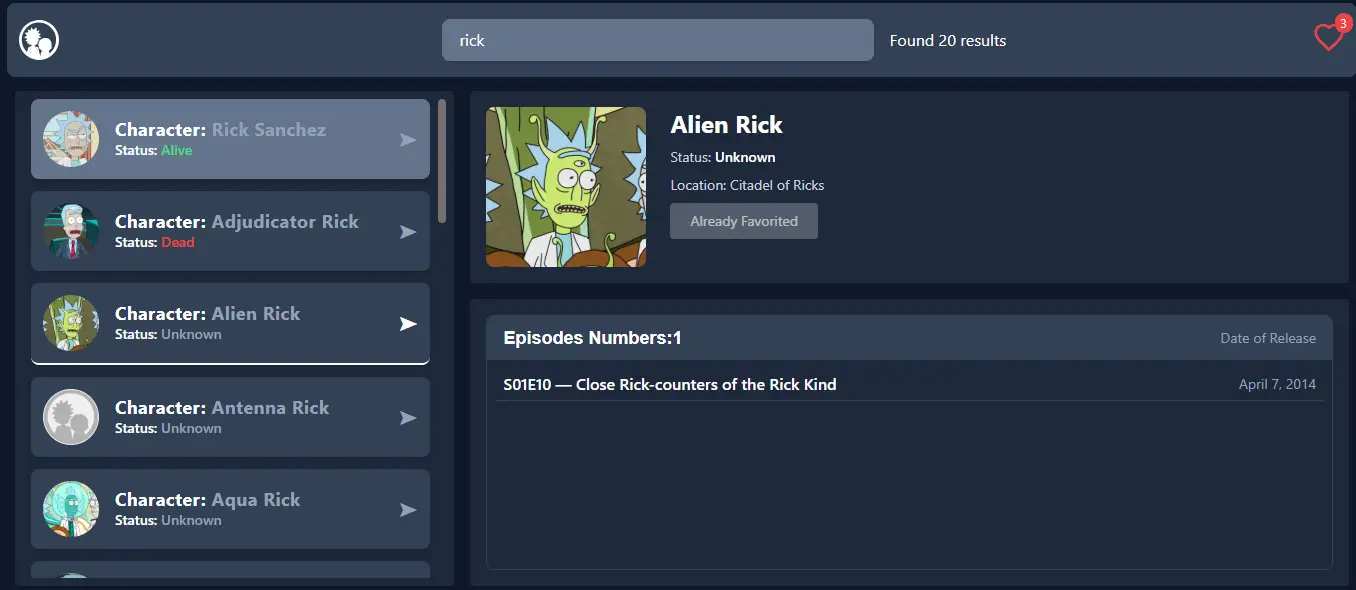 rick
Found 20 results
3
Character: Rick Sanchez
Status: Alive
Character: Adjudicator Rick
Status: Dead
Character: Alien Rick
Status: Unknown
Character: Antenna Rick
Status: Unknown
Character: Aqua Rick
Status: Unknown
Alien Rick
Status: Unknown
Location: Citadel of Ricks
Already Favorited
Episodes Numbers:1
Date of Release
S01E10 — Close Rick-counters of the Rick Kind
April 7, 2014